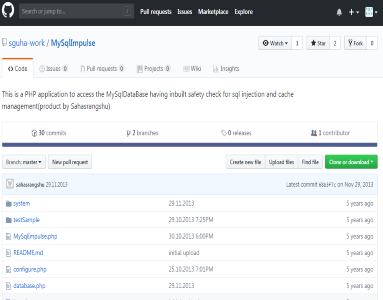 Search or jump to...
Pull requests Issues Marketplace Explore
sguha-work / MySqlImpulse
Watch 1 Star 2 Fork 0
Code Issues 0 Pull requests 0 Projects 0 Wiki Insights
This is a PHP application to access the MySqlDataBase having inbuilt safety check for sql injection and cache
management(product by Sahasrangshu)
30 commits 2 branches 0 releases 1 contributor
Branch: master New pull request Create new file Upload files Find file Clone or download
sahasrangshu 29.11.2013 Latest commit on Nov 29, 2013
system 29.11.2013 5 years ago
testSample 29.10.2013 7:25PM 5 years ago
MySqlImpulse.php 30.10.2013 6:00PM 5 years ago
README.md initial upload 5 years ago
configure.php 25.10.2013 7:01PM 5 years ago
database.php 29.11.2013 5 years ago